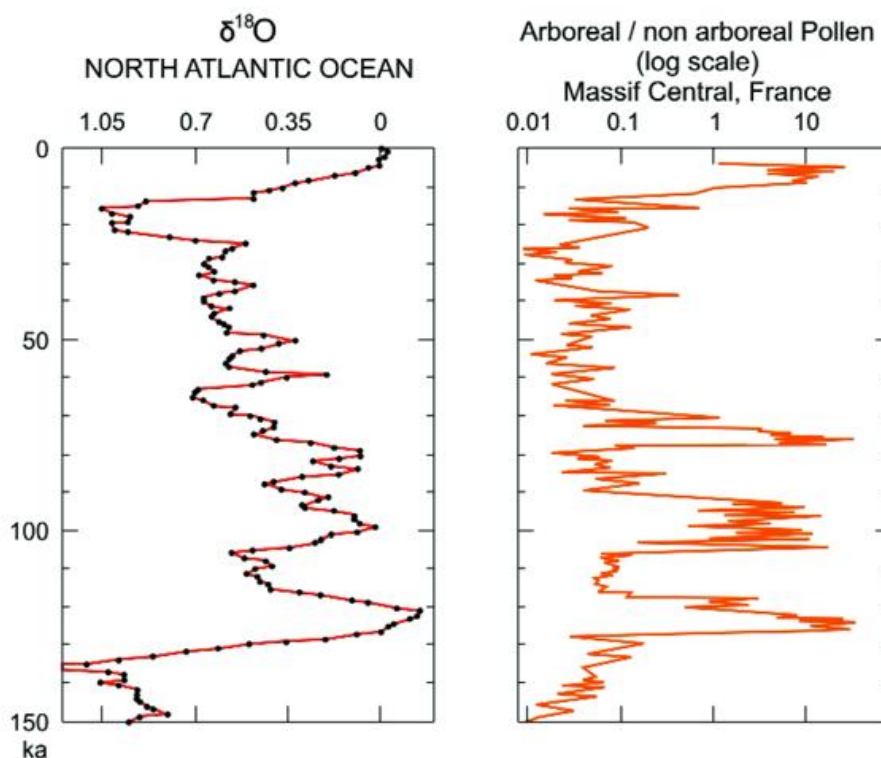 δ¹⁸O
NORTH ATLANTIC OCEAN
1.05 0.7 0.35 0
Arboreal / non arboreal Pollen
(log scale)
Massif Central, France
0.01 0.1 1 10
0
50
100
150
ka